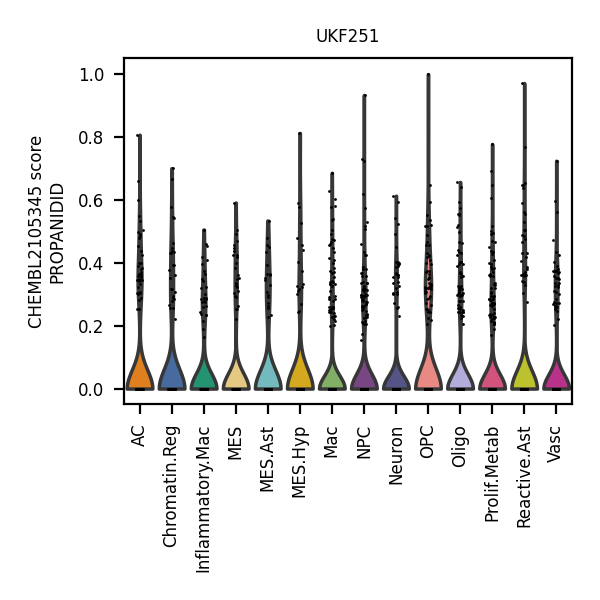 UKF251
CHEMBL2105345 score
PROPANIDID
1.0
0.8
0.6
0.4
0.2
0.0
AC
Chromatin.Reg
Inflammatory.Mac
MES
MES.Ast
MES.Hyp
Mac
NPC
Neuron
OPC
Oligo
Prolif.Metab
Reactive.Ast
Vasc